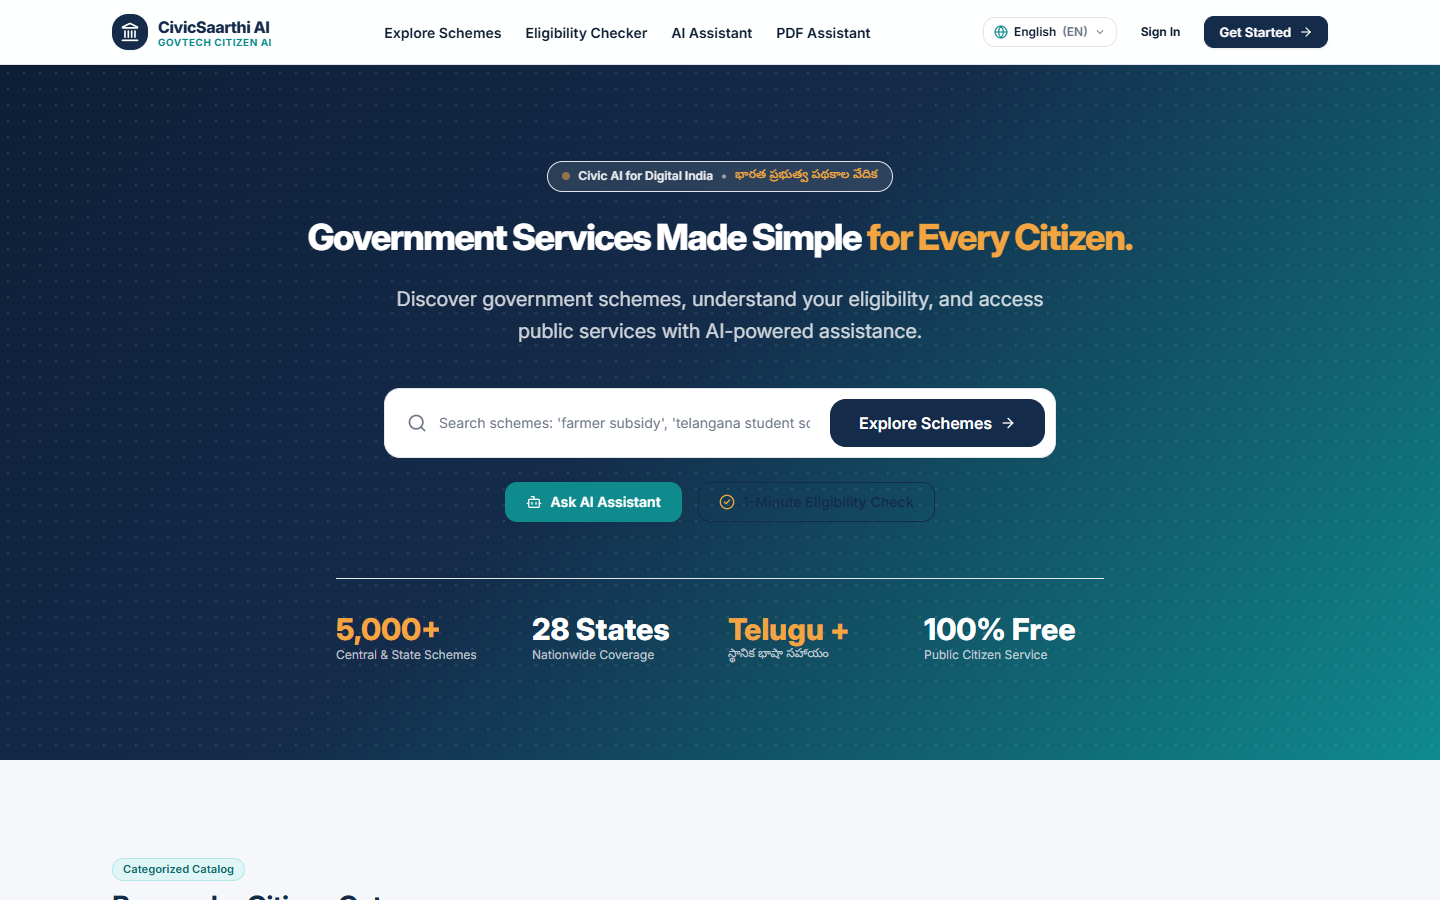 CivicSaarthi AI
GOVTECH CITIZEN AI
Explore Schemes
Eligibility Checker
AI Assistant
PDF Assistant
English (EN)
Sign In
Get Started
Civic AI for Digital India • భారత ప్రభుత్వ పథకాల వేదిక
Government Services Made Simple for Every Citizen.
Discover government schemes, understand your eligibility, and access
public services with AI-powered assistance.
Search schemes: 'farmer subsidy', 'telangana student sc
Explore Schemes
Ask AI Assistant
1-Minute Eligibility Check
5,000+
Central & State Schemes
28 States
Nationwide Coverage
Telugu +
స్థానిక భాషా సహాయం
100% Free
Public Citizen Service
Categorized Catalog